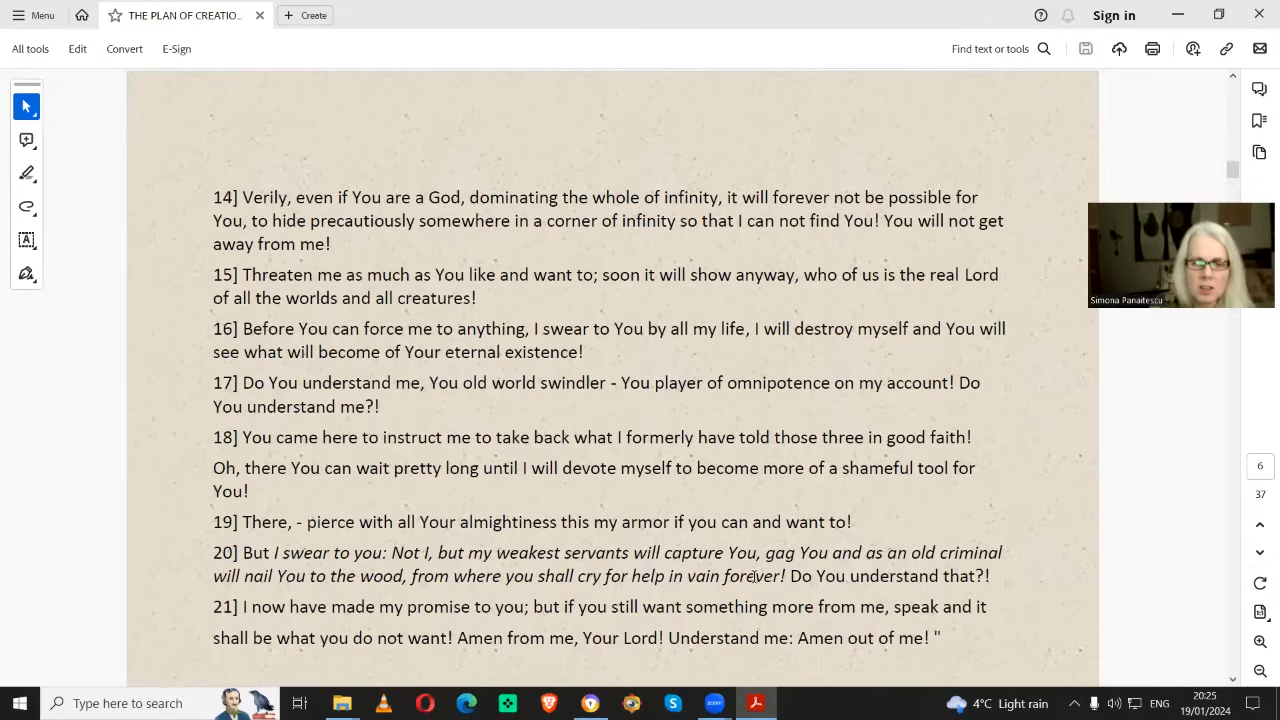 Menu
THE PLAN OF CREATIO...
Create
Sign in
All tools
Edit
Convert
E-Sign
Find text or tools
14] Verily, even if You are a God, dominating the whole of infinity, it will forever not be possible for
You, to hide precautiously somewhere in a corner of infinity so that I can not find You! You will not get
away from me!
15] Threaten me as much as You like and want to; soon it will show anyway, who of us is the real Lord
of all the worlds and all creatures!
16] Before You can force me to anything, I swear to You by all my life, I will destroy myself and You will
see what will become of Your eternal existence!
17] Do You understand me, You old world swindler - You player of omnipotence on my account! Do
You understand me?!
18] You came here to instruct me to take back what I formerly have told those three in good faith!
Oh, there You can wait pretty long until I will devote myself to become more of a shameful tool for
You!
19] There, - pierce with all Your almightiness this my armor if you can and want to!
20] But I swear to you: Not I, but my weakest servants will capture You, gag You and as an old criminal
will nail You to the wood, from where you shall cry for help in vain forever! Do You understand that?!
21] I now have made my promise to you; but if you still want something more from me, speak and it
shall be what you do not want! Amen from me, Your Lord! Understand me: Amen out of me! "
Simona Panaitescu
6
37
Type here to search
zoom
4°C Light rain
ENG
20:25
19/01/2024